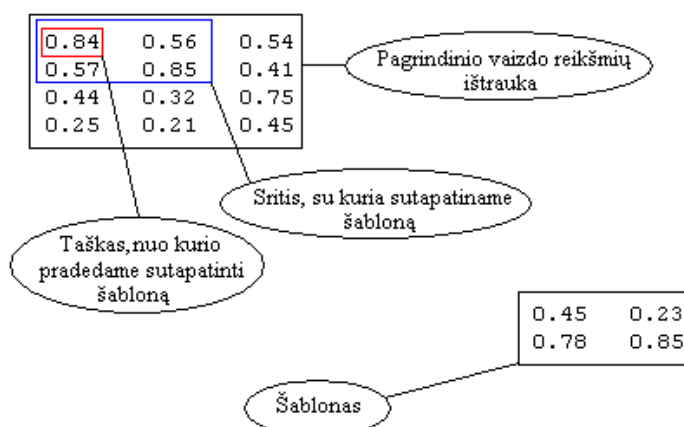 0.84 0.56 0.54
0.57 0.85 0.41
0.44 0.32 0.75
0.25 0.21 0.45
Pagrindinio vaizdo reikšmių
ištrauka
Sritis, su kuria sutapatiname
šabloną
Taškas,nuo kurio
pradedame sutapatinti
šabloną
0.45 0.23
0.78 0.85
Šablonas